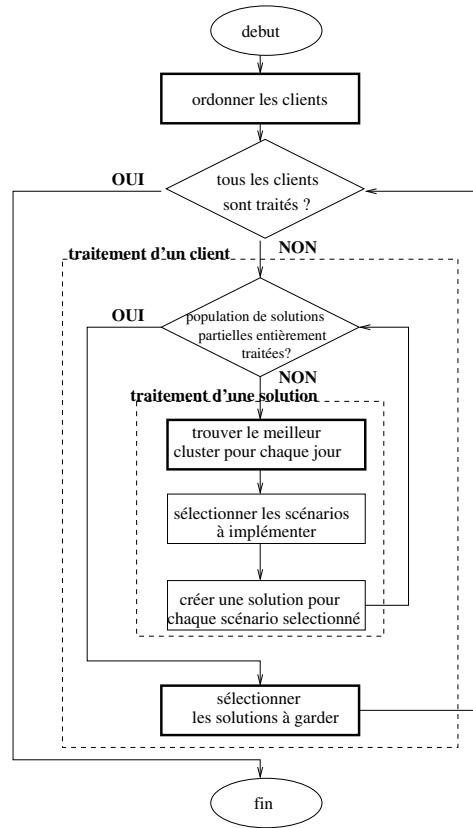 debut
ordonner les clients
OUI
tous les clients
sont traités ?
NON
traitement d'un client
OUI
population de solutions
partielles entièrement
traitées?
NON
traitement d'une solution
trouver le meilleur
cluster pour chaque jour
sélectionner les scénarios
à implémenter
créer une solution pour
chaque scénario selectionné
sélectionner
les solutions à garder
fin